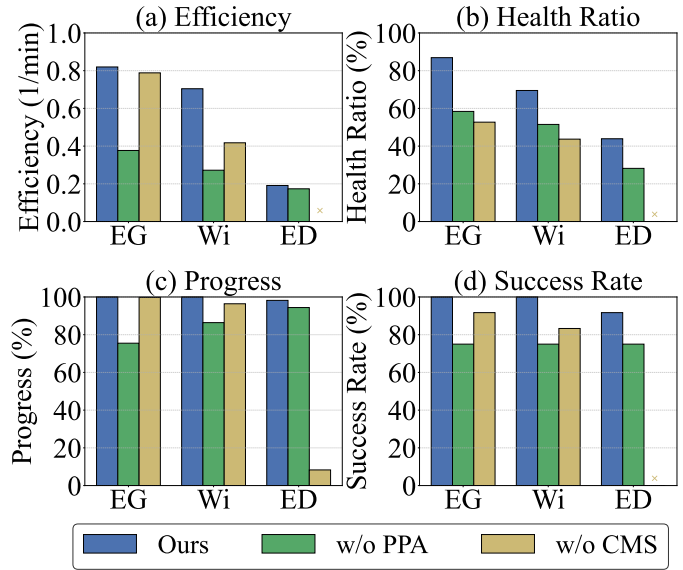 (a) Efficiency
Efficiency (1/min)
1.0
0.8
0.6
0.4
0.2
0.0
EG Wi ED
×
(b) Health Ratio
Health Ratio (%)
100
80
60
40
20
0
EG Wi ED
×
(c) Progress
Progress (%)
100
80
60
40
20
0
EG Wi ED
(d) Success Rate
Success Rate (%)
100
80
60
40
20
0
EG Wi ED
×
Ours w/o PPA w/o CMS